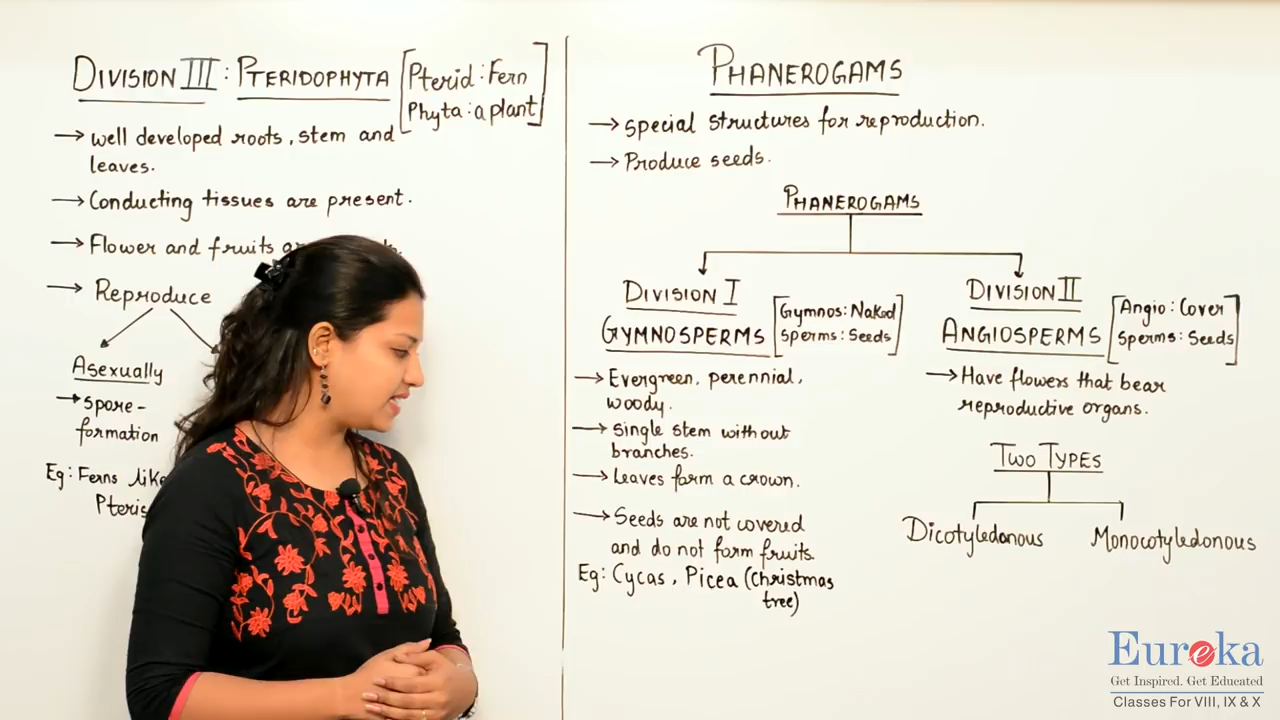 DIVISION III : PTERIDOPHYTA [Pterid : Fern
Phyta : a plant]
→ well developed roots, stem and
leaves.
→ Conducting tissues are present.
→ Flower and fruits
→ Reproduce
Asexually
→ spore-
formation
Eg: Ferns like
Pteris
PHANEROGAMS
→ special structures for reproduction.
→ Produce seeds.
PHANEROGAMS
DIVISION I
GYMNOSPERMS
[Gymnos: Naked
sperms: Seeds]
→ Evergreen, perennial,
woody.
→ single stem without
branches.
→ Leaves form a crown.
→ Seeds are not covered
and do not form fruits.
Eg: Cycas, Picea (christmas
tree)
DIVISION II
ANGIOSPERMS
[Angio : Cover
sperms : Seeds]
→ Have flowers that bear
reproductive organs.
TWO TYPES
Dicotyledonous
Monocotyledonous
Eureka
Get Inspired. Get Educated
Classes For VIII, IX & X